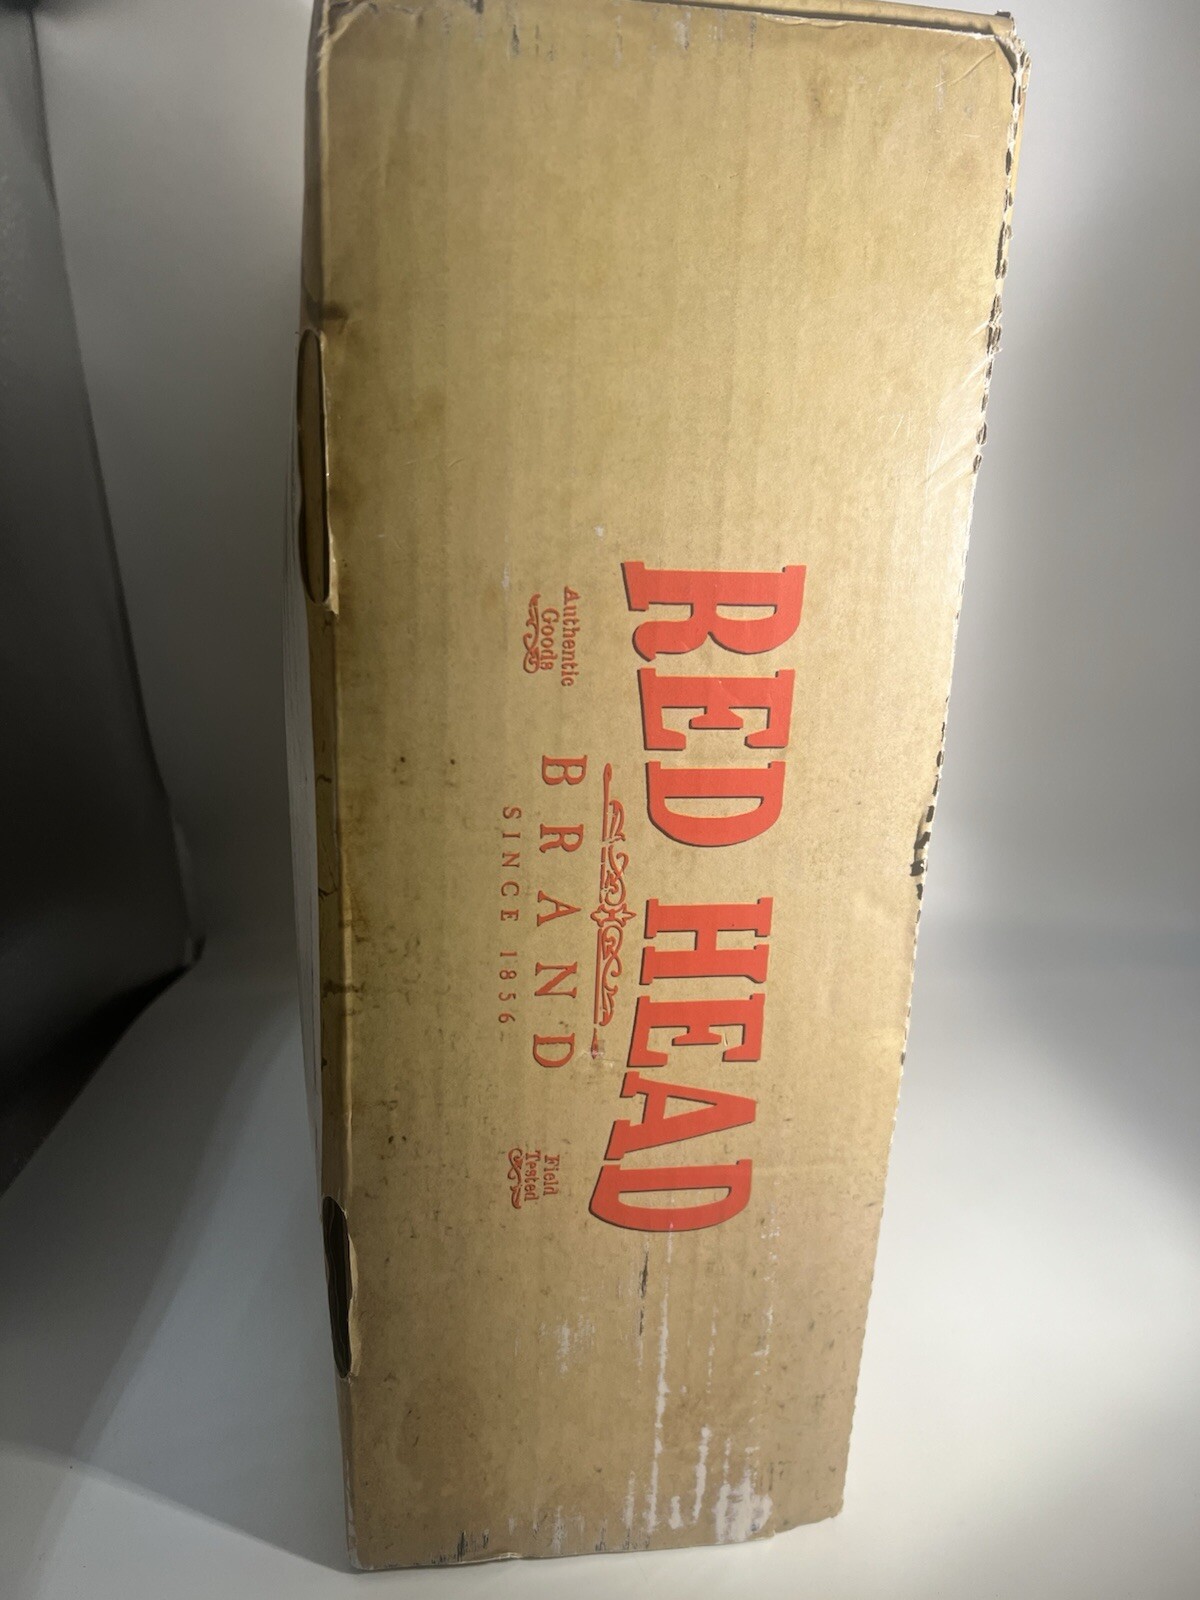 RED HEAD
Authentic
Goods
BRAND
Field
Tested
SINCE 1856